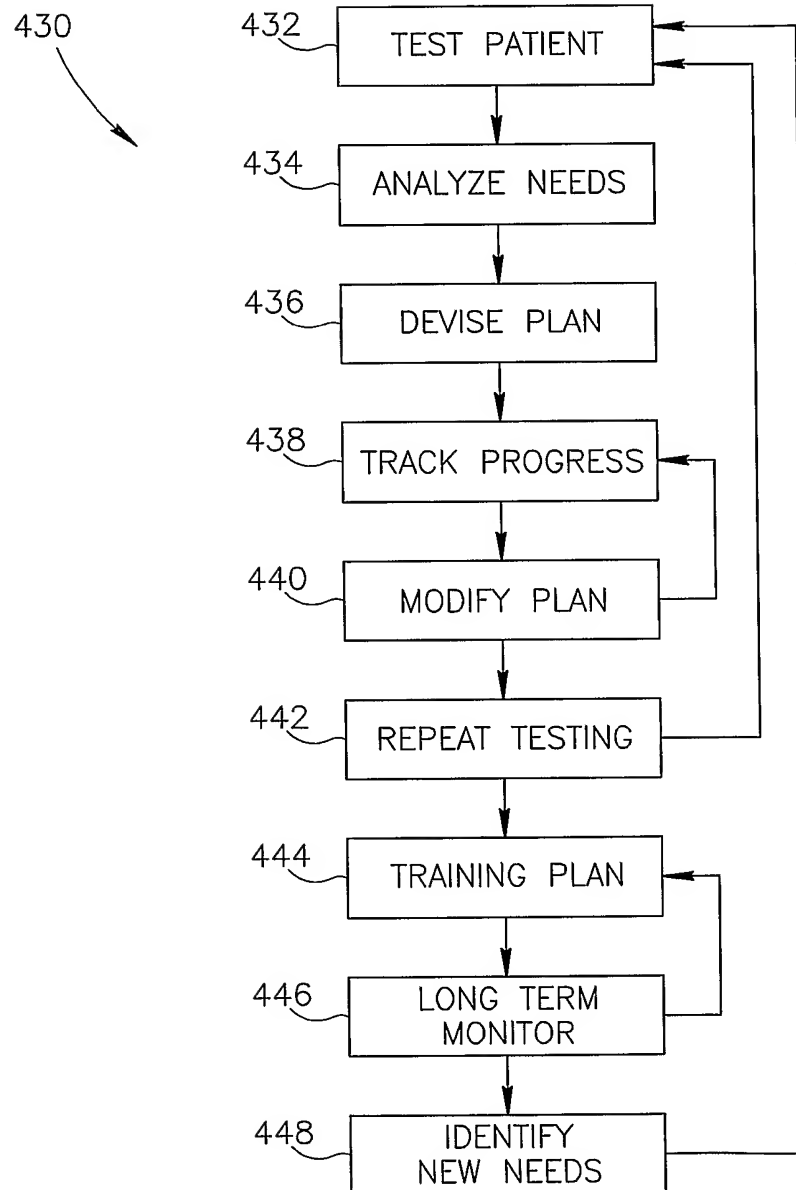 430
432
TEST PATIENT
434
ANALYZE NEEDS
436
DEVISE PLAN
438
TRACK PROGRESS
440
MODIFY PLAN
442
REPEAT TESTING
444
TRAINING PLAN
446
LONG TERM
MONITOR
448
IDENTIFY
NEW NEEDS